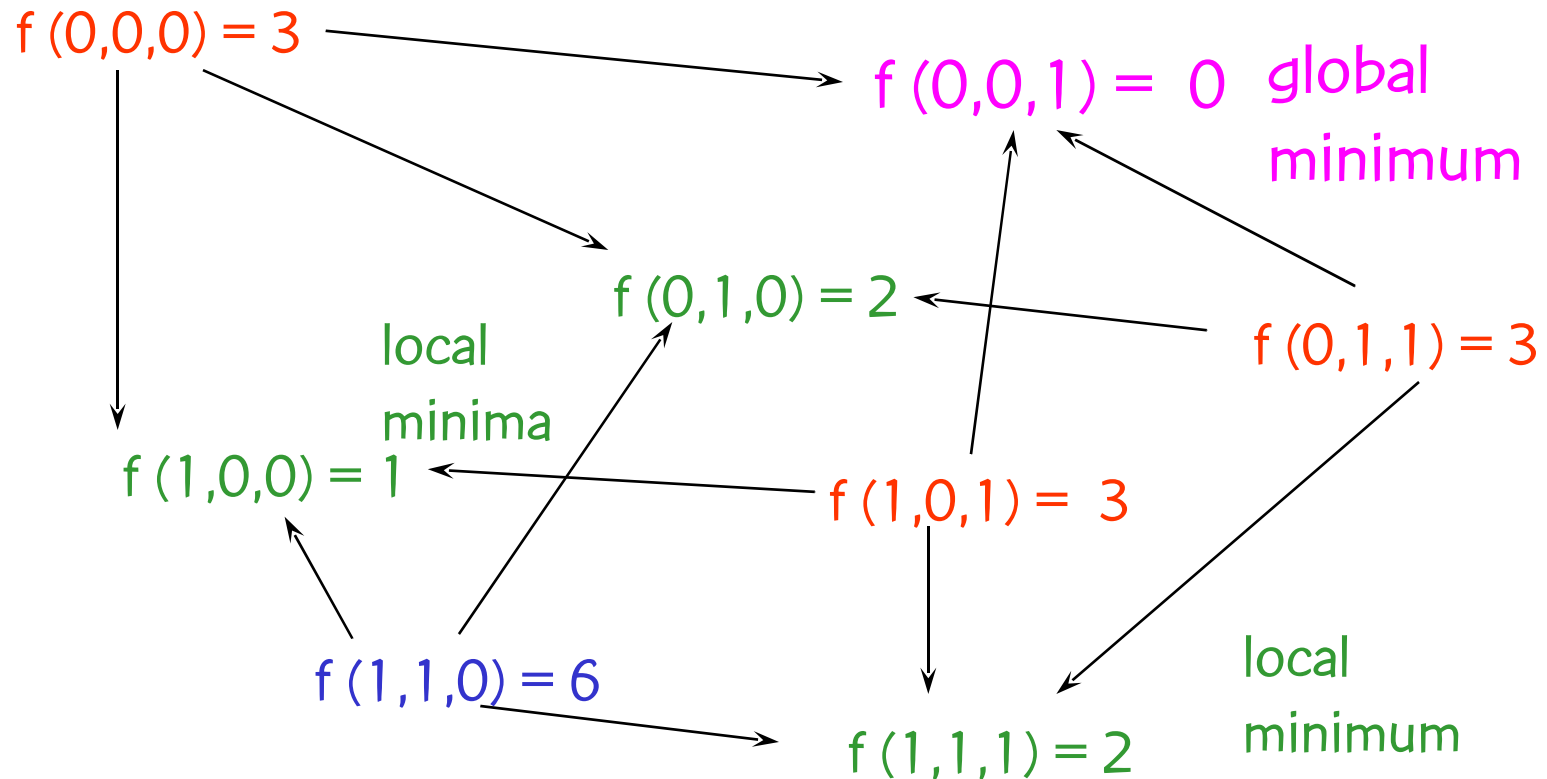 f (0,0,0) = 3
f (0,0,1) = 0
global
minimum
f (0,1,0) = 2
f (0,1,1) = 3
local
minima
f (1,0,0) = 1
f (1,0,1) = 3
f (1,1,0) = 6
local
minimum
f (1,1,1) = 2